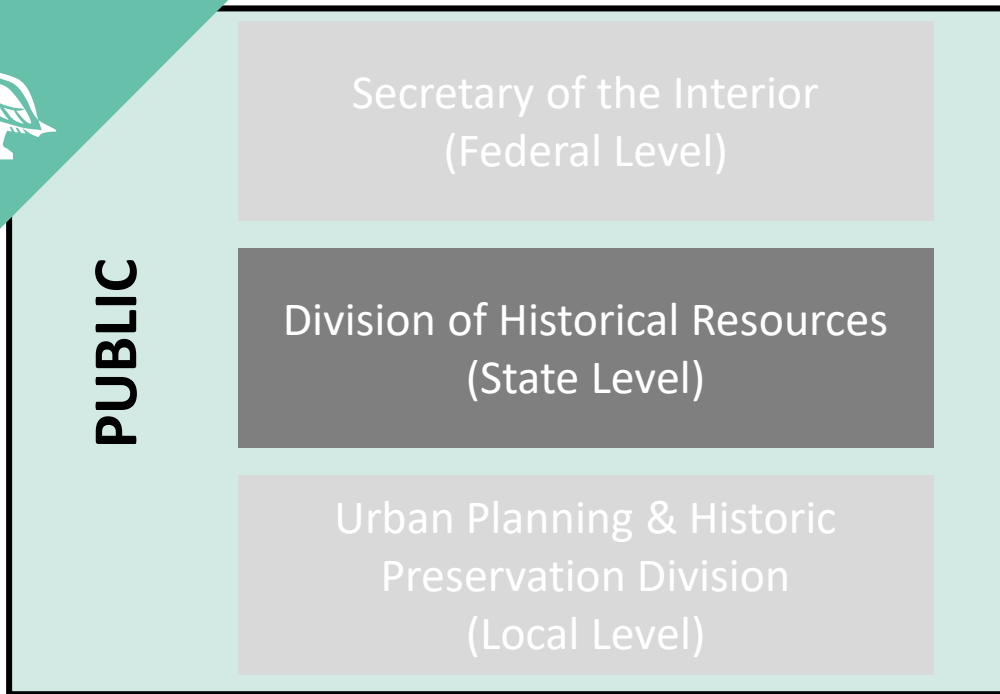 PUBLIC
Secretary of the Interior
(Federal Level)
Division of Historical Resources
(State Level)
Urban Planning & Historic
Preservation Division
(Local Level)